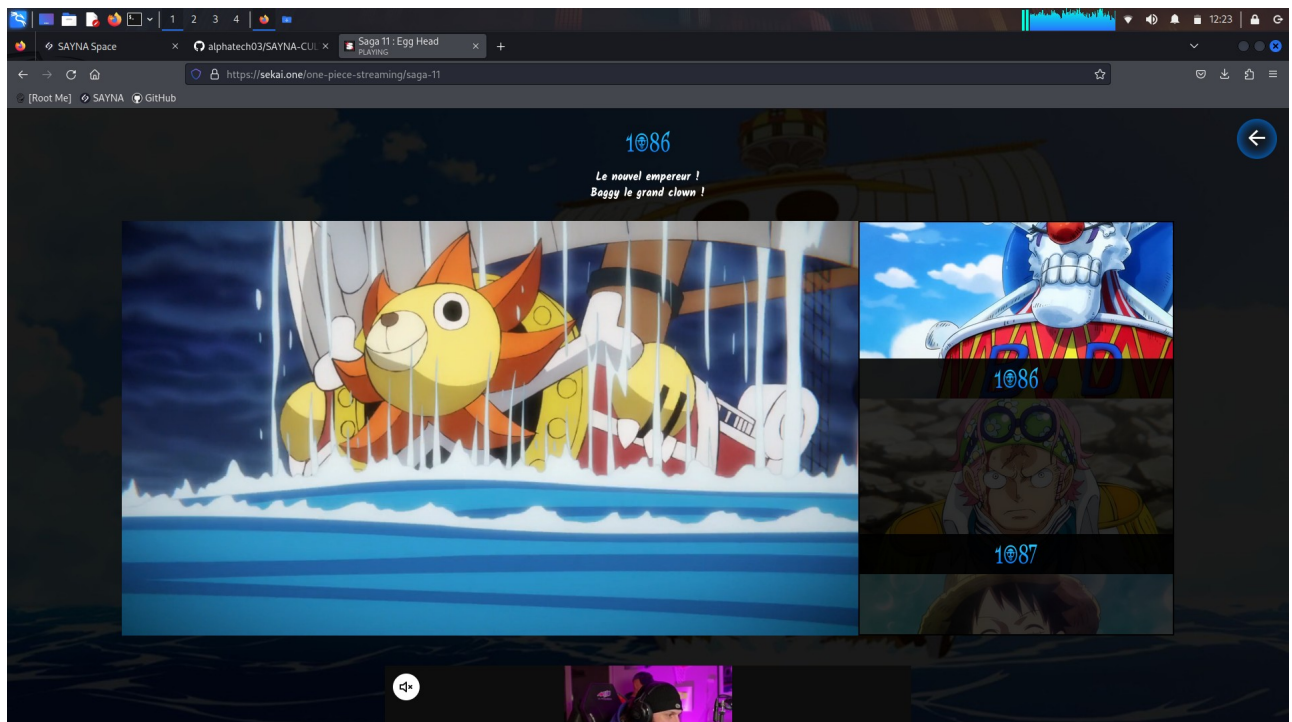 1 2 3 4
12:23
SAYNA Space
alphatech03/SAYNA-CUL
Saga 11 : Egg Head
PLAYING
https://sekai.one/one-piece-streaming/saga-11
[Root Me]
SAYNA
GitHub
1086
Le nouvel empereur !
Baggy le grand clown !
1086
1087